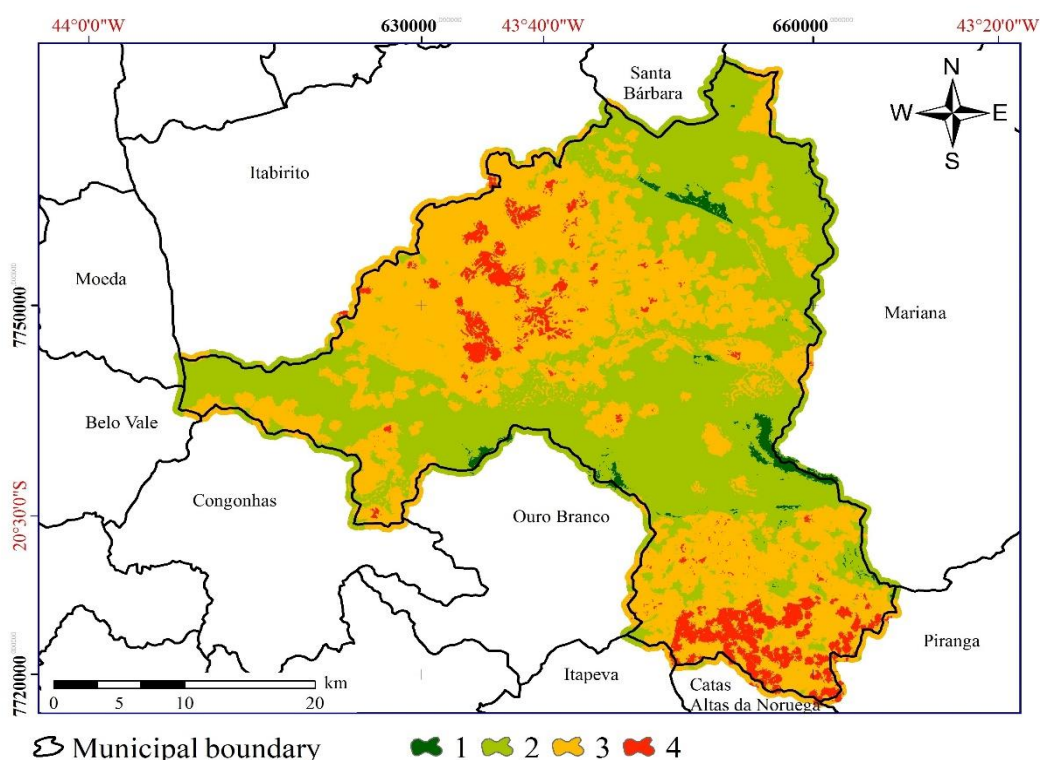 44°0'0"W
630000
43°40'0"W
660000
43°20'0"W
Santa
Bárbara
N
W E
S
Itabirito
Moeda
7750000
Mariana
Belo Vale
Congonhas
Ouro Branco
20°30'0"S
Piranga
Itapeva
Catas
Altas da Noruega
7720000
km
0 5 10 20
Municipal boundary 1 2 3 4